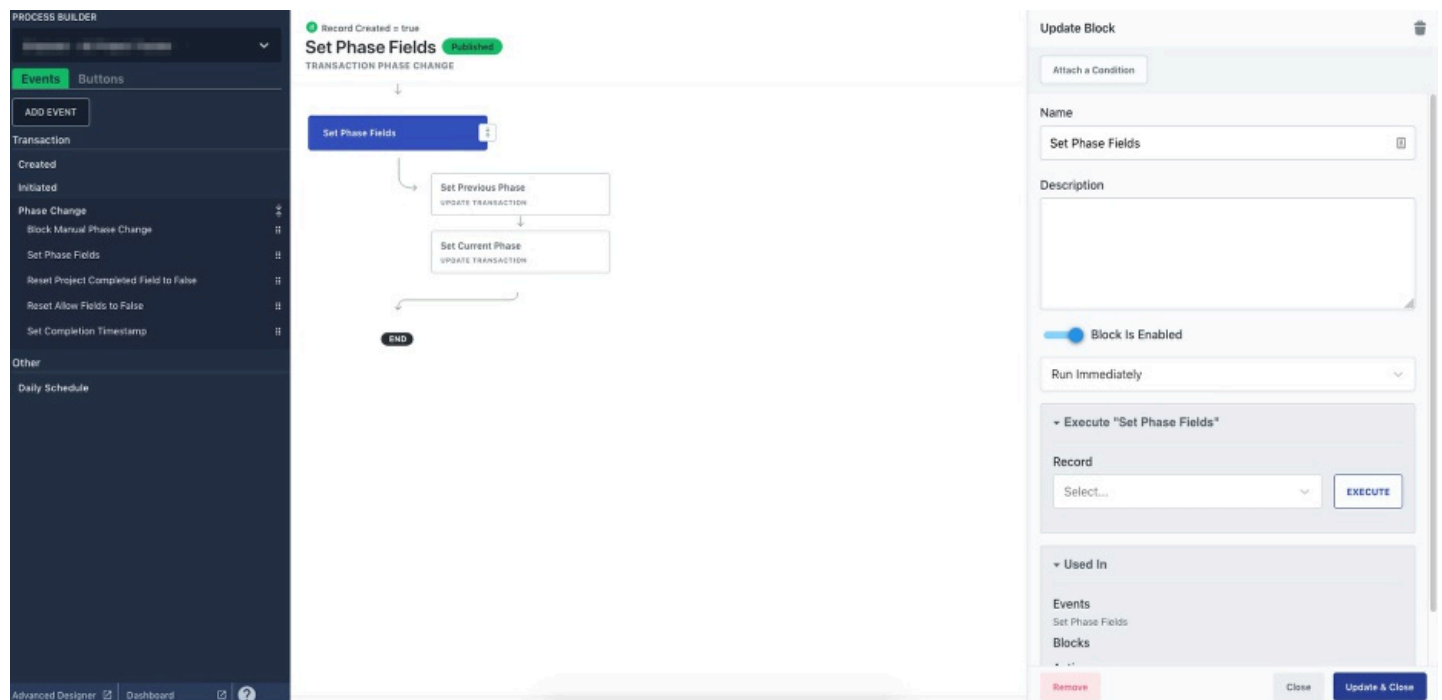 PROCESS BUILDER
Events Buttons
ADD EVENT
Transaction
Created
Initiated
Phase Change
Block Manual Phase Change
Set Phase Fields
Reset Project Completed Field to False
Reset Allow Fields to False
Set Completion Timestamp
Other
Daily Schedule
Advanced Designer Dashboard ?
Record Created = true
Set Phase Fields Published
TRANSACTION PHASE CHANGE
Set Phase Fields
Set Previous Phase
UPDATE TRANSACTION
Set Current Phase
UPDATE TRANSACTION
END
Update Block
Attach a Condition
Name
Set Phase Fields
Description
Block Is Enabled
Run Immediately
Execute "Set Phase Fields"
Record
Select... EXECUTE
Used In
Events
Set Phase Fields
Blocks
Remove Close Update & Close